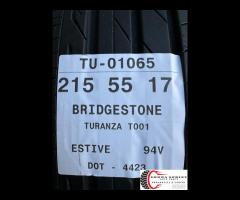 TU-01065
215 55 17
BRIDGESTONE
TURANZA T001
ESTIVE 94V
DOT - 4423